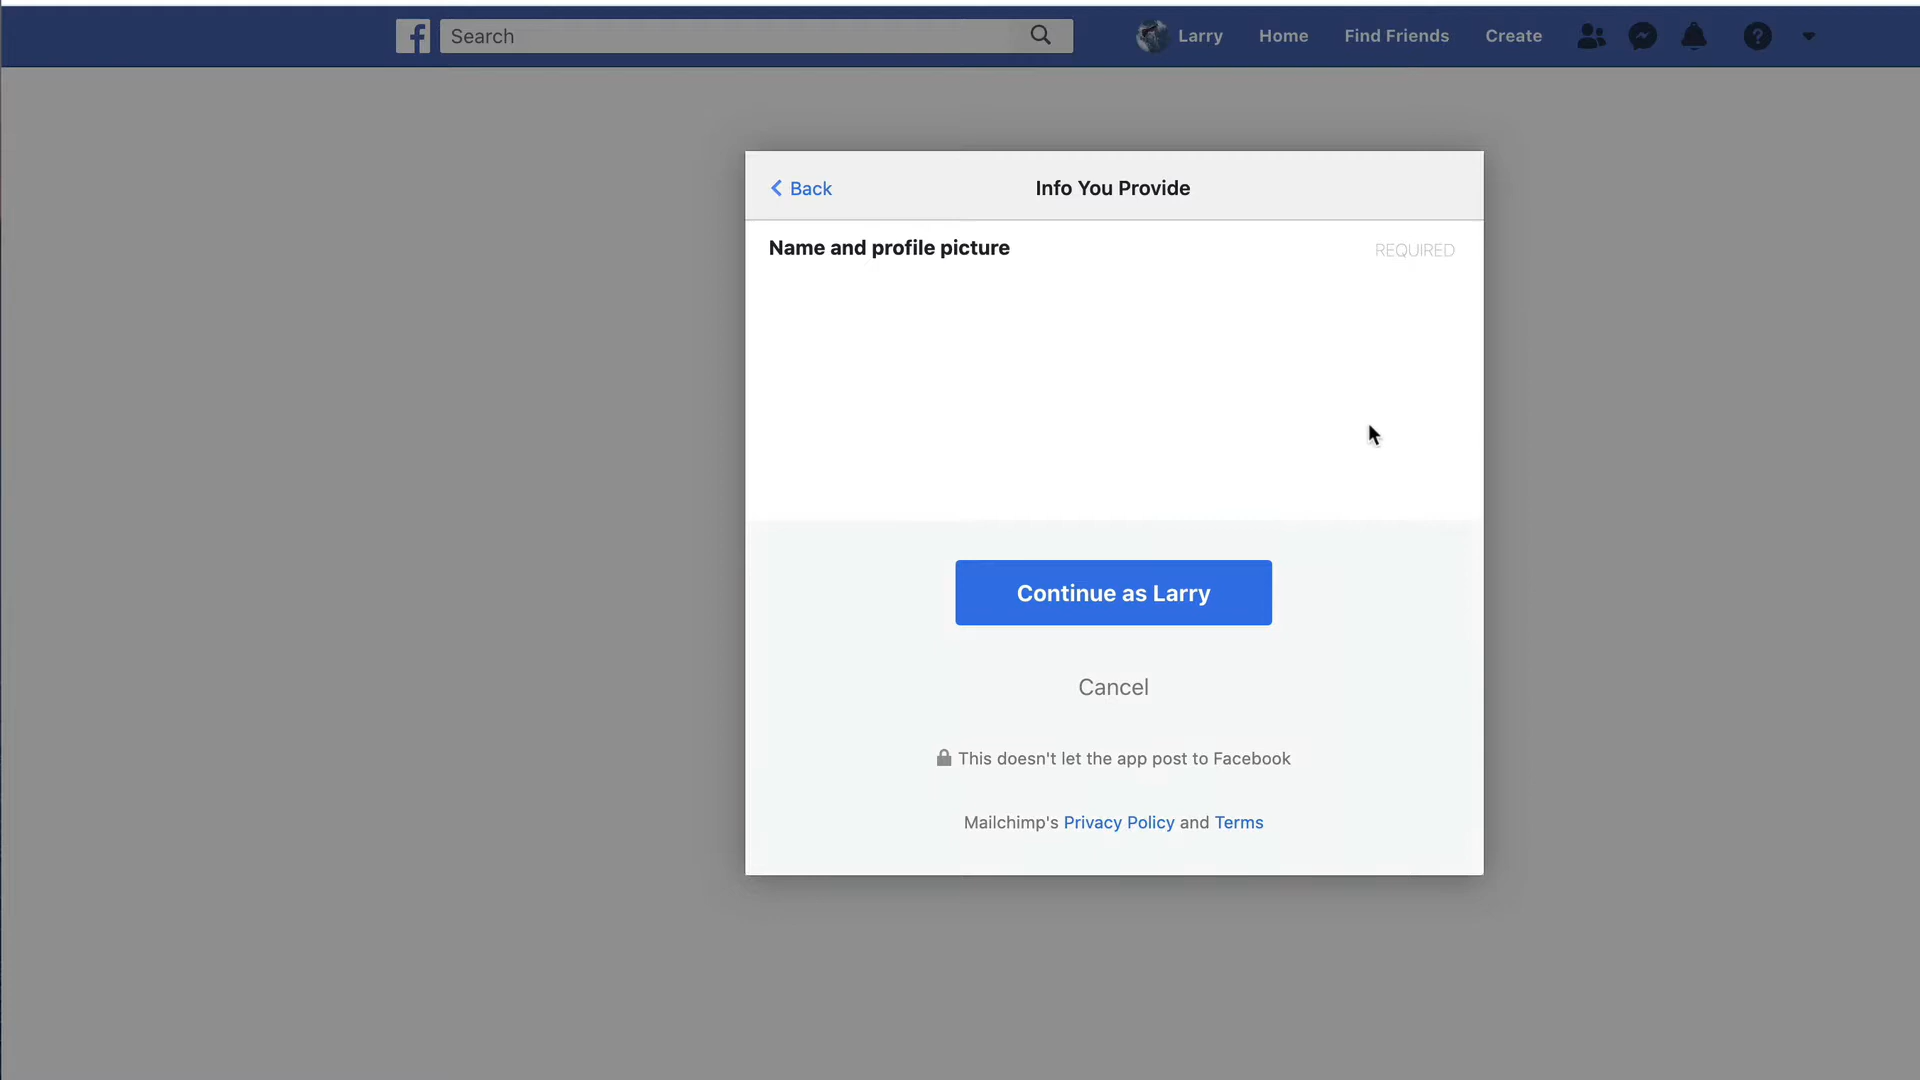 Search
Larry
Home
Find Friends
Create
Back
Info You Provide
Name and profile picture
REQUIRED
Continue as Larry
Cancel
This doesn't let the app post to Facebook
Mailchimp's Privacy Policy and Terms